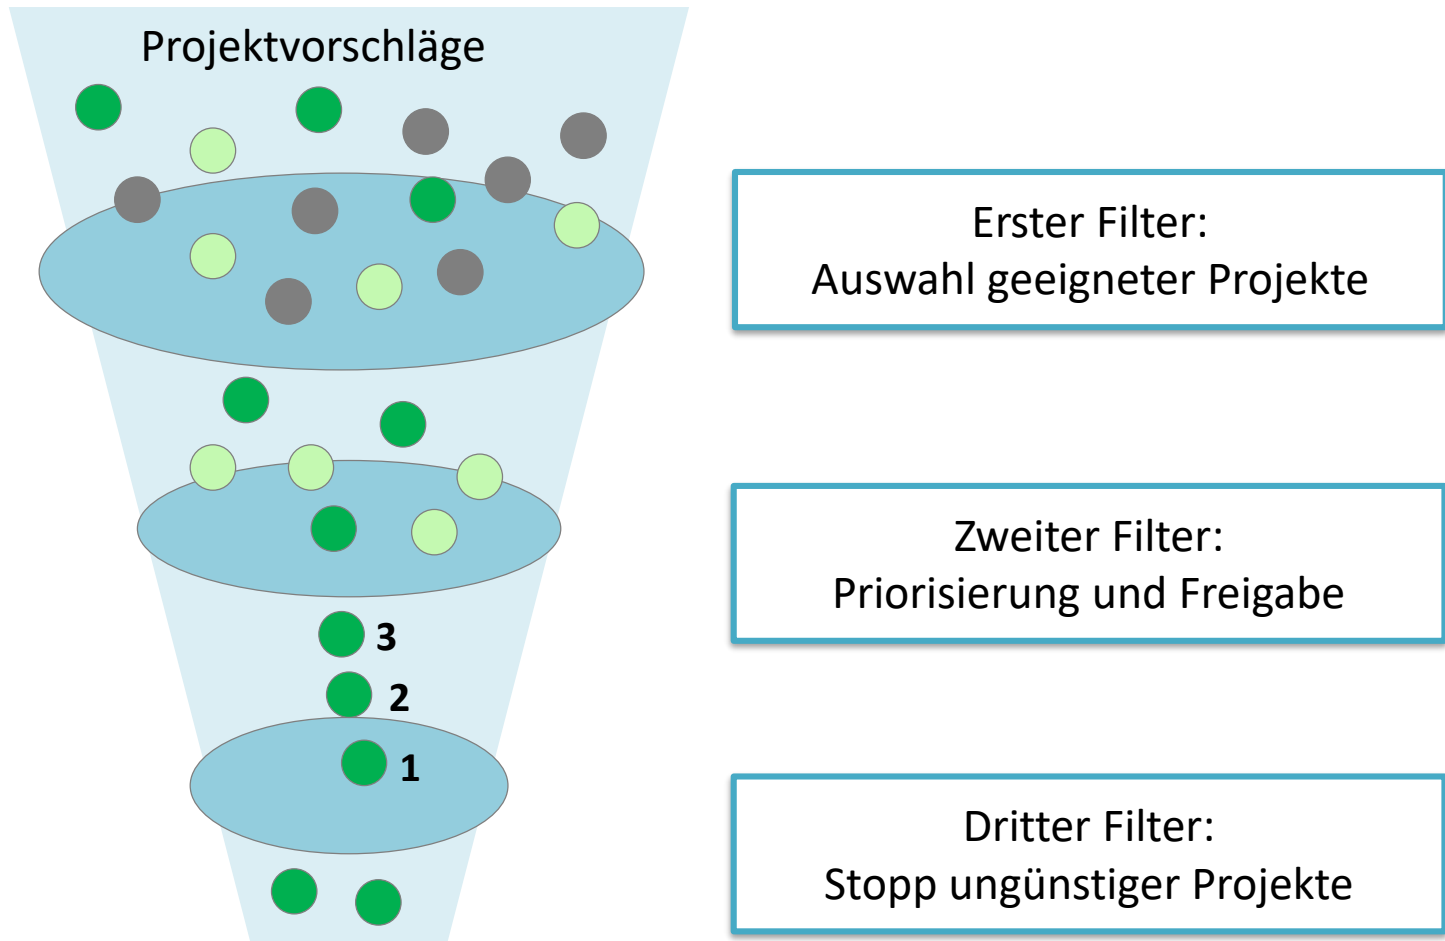 Projektvorschläge
Erster Filter:
Auswahl geeigneter Projekte
Zweiter Filter:
Priorisierung und Freigabe
3
2
1
Dritter Filter:
Stopp ungünstiger Projekte